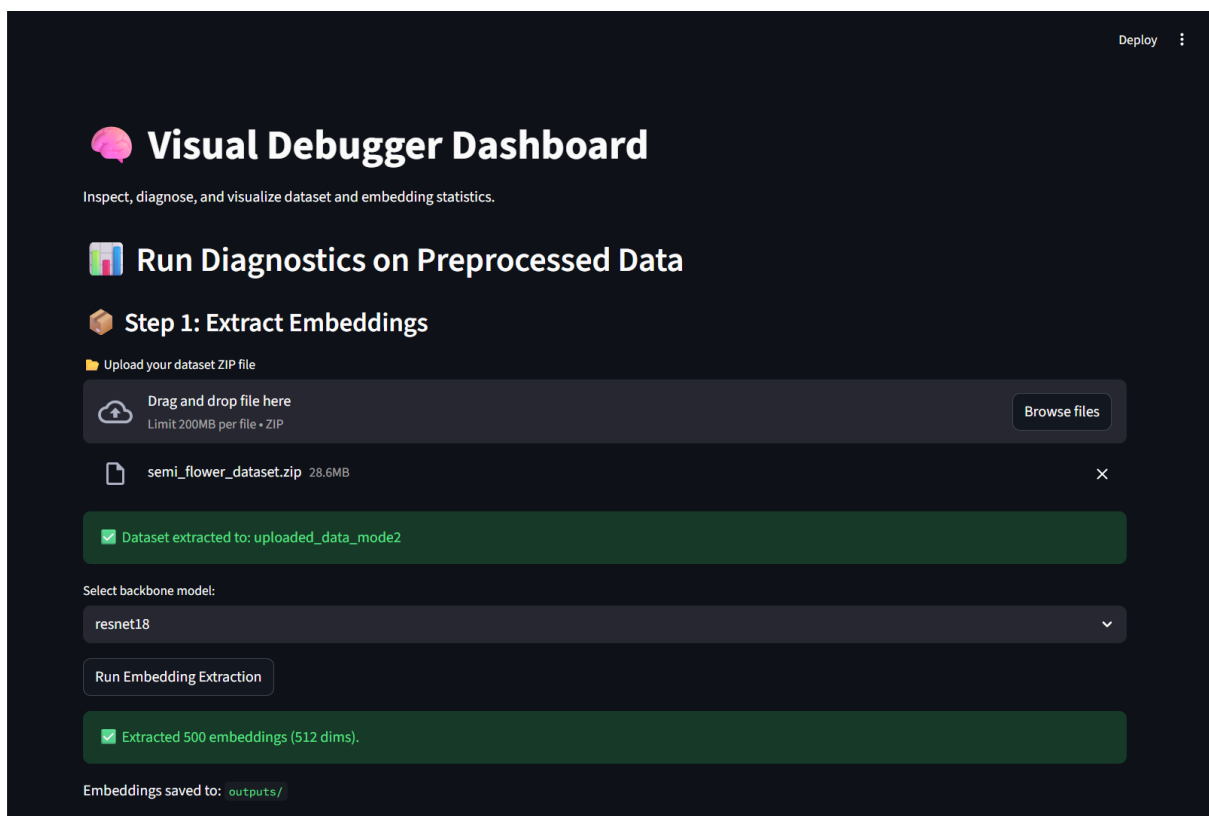 Deploy
Visual Debugger Dashboard
Inspect, diagnose, and visualize dataset and embedding statistics.
Run Diagnostics on Preprocessed Data
Step 1: Extract Embeddings
Upload your dataset ZIP file
Drag and drop file here
Limit 200MB per file • ZIP
Browse files
semi_flower_dataset.zip 28.6MB
Dataset extracted to: uploaded_data_mode2
Select backbone model:
resnet18
Run Embedding Extraction
Extracted 500 embeddings (512 dims).
Embeddings saved to: outputs/